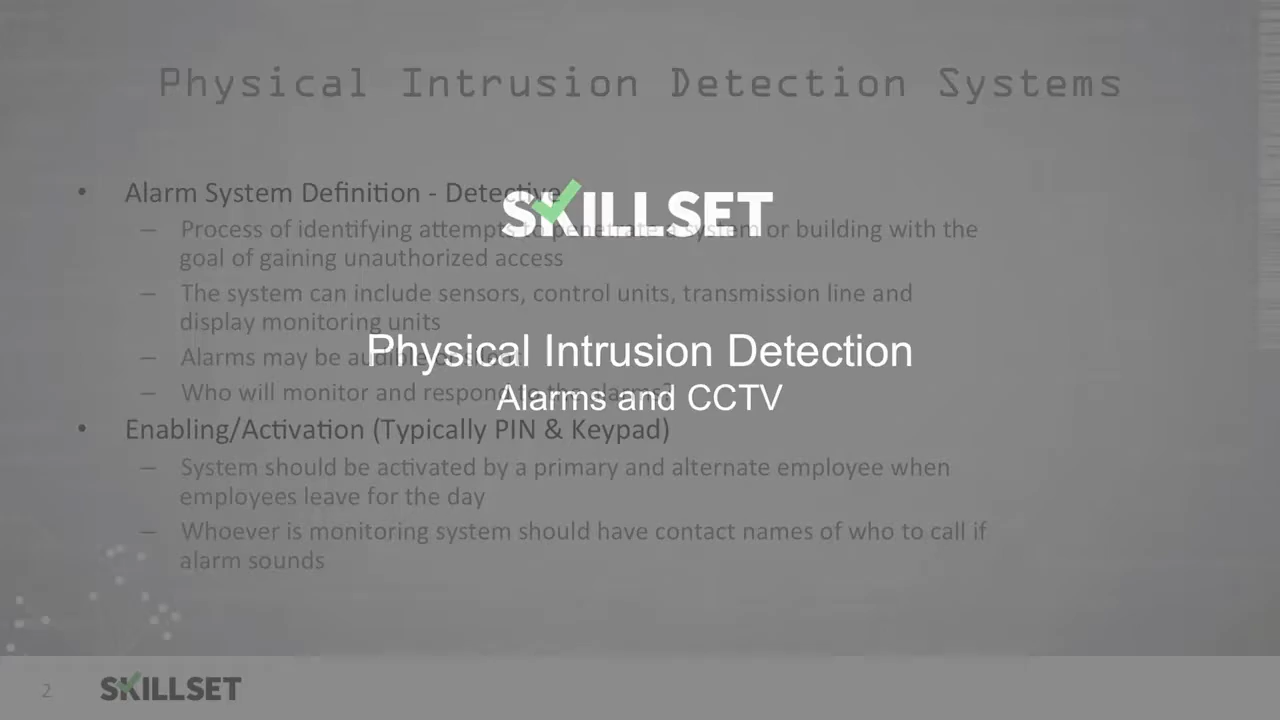 Physical Intrusion Detection Systems
• Alarm System Definition - Detective
SKILLSET
– Process of identifying attempts to penetrate a system or building with the
goal of gaining unauthorized access
– The system can include sensors, control units, transmission line and
display monitoring units
Physical Intrusion Detection
– Alarms may be audible or
– Who will monitor and respond to the alarms?
Alarms and CCTV
• Enabling/Activation (Typically PIN & Keypad)
– System should be activated by a primary and alternate employee when
employees leave for the day
– Whoever is monitoring system should have contact names of who to call if
alarm sounds
2
SKILLSET